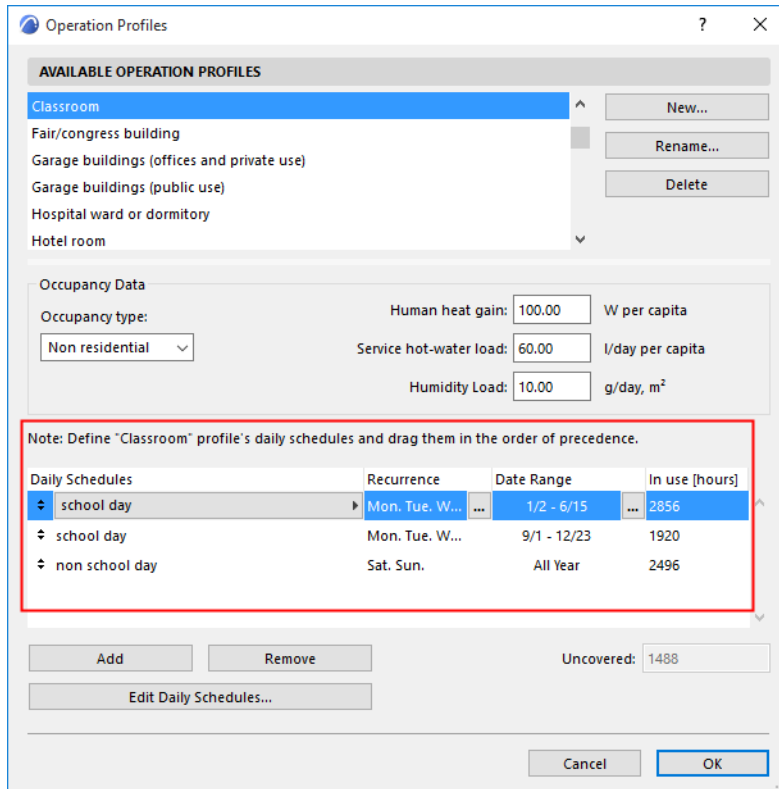 Operation Profiles ?
AVAILABLE OPERATION PROFILES
Classroom
Fair/congress building
Garage buildings (offices and private use)
Garage buildings (public use)
Hospital ward or dormitory
Hotel room
New...
Rename...
Delete
Occupancy Data
Occupancy type:
Non residential
Human heat gain: 100.00 W per capita
Service hot-water load: 60.00 l/day per capita
Humidity Load: 10.00 g/day, m²
Note: Define "Classroom" profile's daily schedules and drag them in the order of precedence.
Daily Schedules Recurrence Date Range In use [hours]
school day Mon. Tue. W... ... 1/2 - 6/15 ... 2856
school day Mon. Tue. W... 9/1 - 12/23 1920
non school day Sat. Sun. All Year 2496
Add Remove Uncovered: 1488
Edit Daily Schedules...
Cancel OK